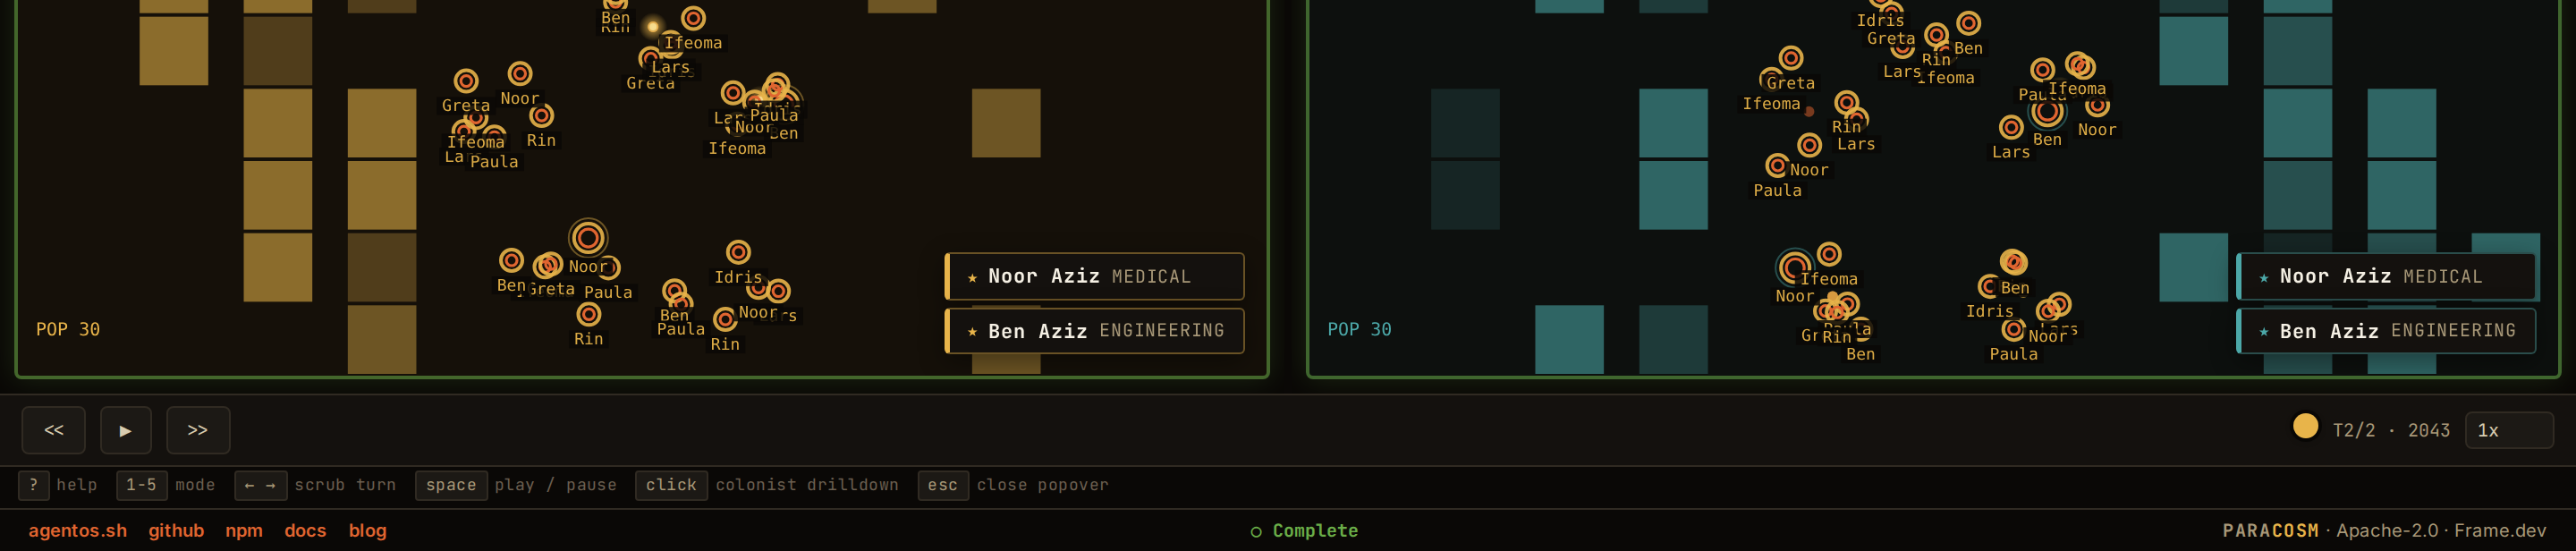 Ben
Ifeoma
Lars
Greta
Greta
Noor
Ifeoma
Paula
Rin
Paula
Noor
Ben
Ifeoma
Noor
Ben
Greta
Paula
Rin
Idris
Ben
Paula
Noor
Rin
POP 30
★ Noor Aziz MEDICAL
★ Ben Aziz ENGINEERING
Idris
Greta
Rin
Ben
Lars
Ifeoma
Greta
Ifeoma
Rin
Lars
Noor
Paula
Ifeoma
Noor
Ben
Lars
Ifeoma
Noor
Rin
Ben
Ben
Idris
Noor
Paula
POP 30
★ Noor Aziz MEDICAL
★ Ben Aziz ENGINEERING
<< ▶ >> T2/2 · 2043 1x
? help 1-5 mode ← → scrub turn space play / pause click colonist drilldown esc close popover
agentos.sh github npm docs blog ○ Complete PARACOSM · Apache-2.0 · Frame.dev